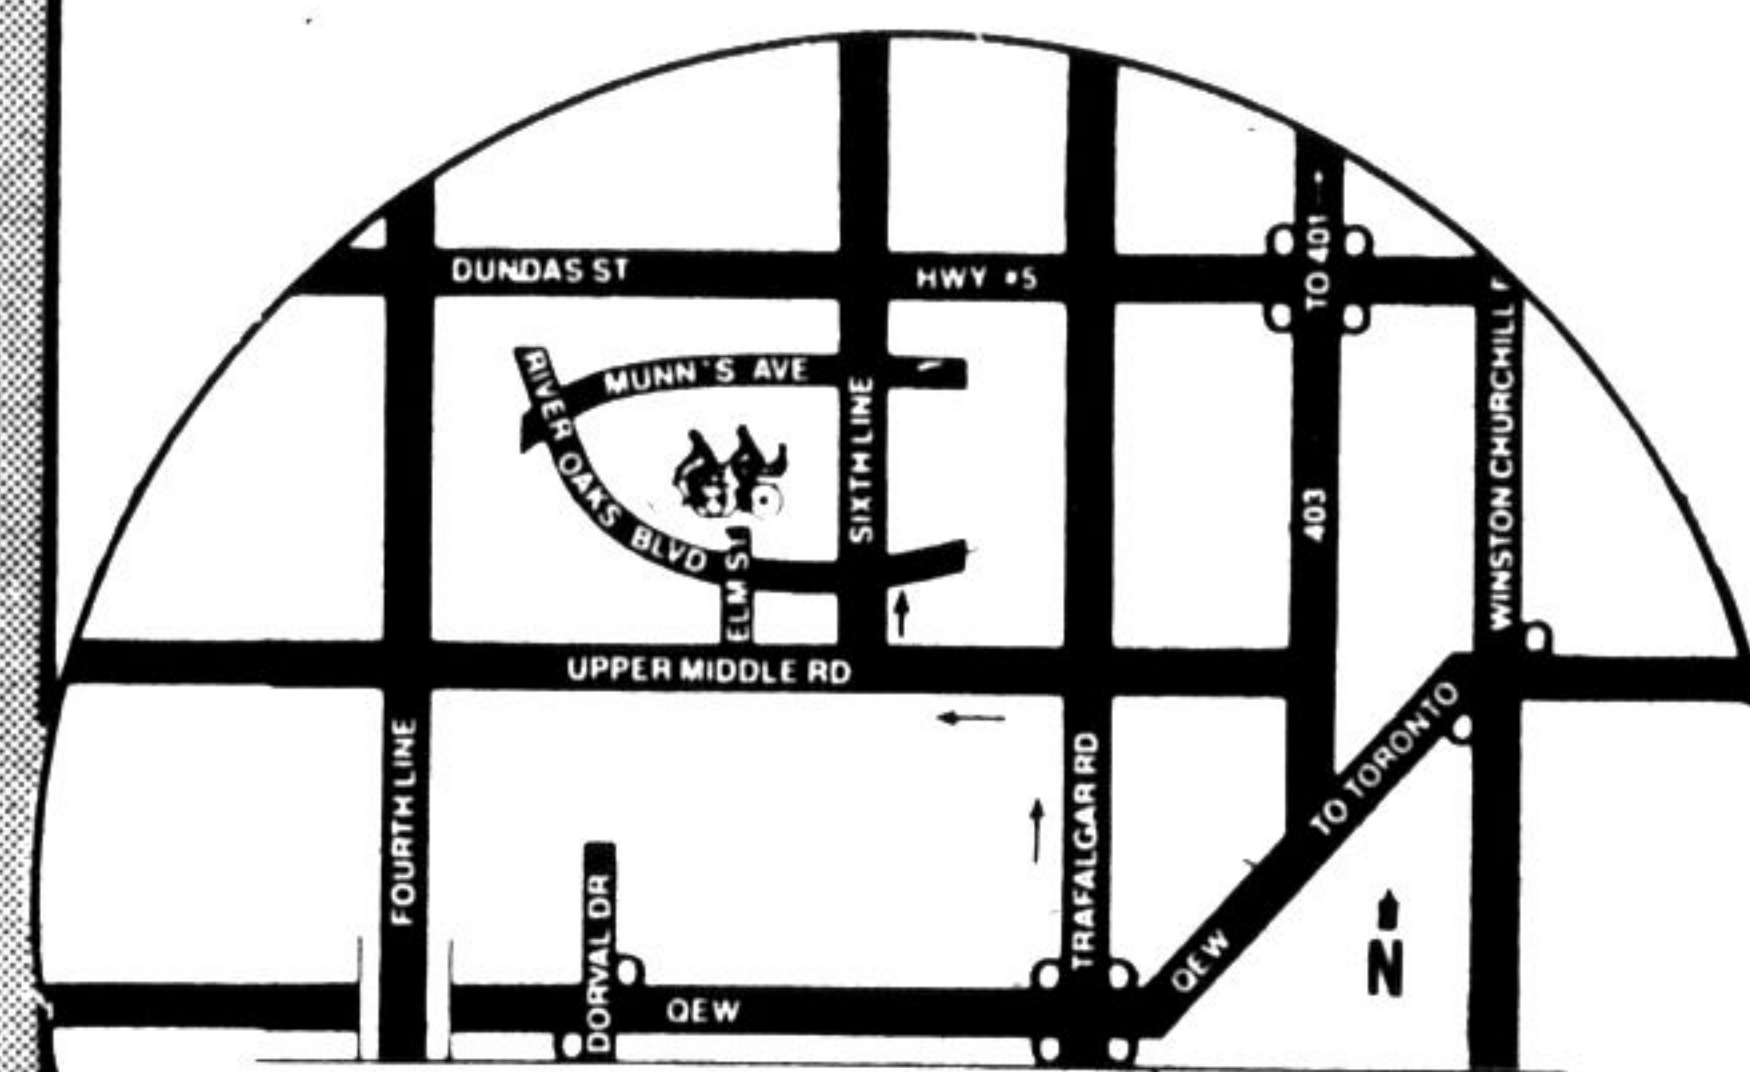 TO 401
DUNDAS ST
HWY #5
WINSTON CHURCHILL
RIVER OAKS BLVD
MUNN'S AVE
SIXTH LINE
403
ELM ST
UPPER MIDDLE RD
FOURTH LINE
TRAFALGAR RD
TO TORONTO
DORVAL DR
QEW
QEW
N